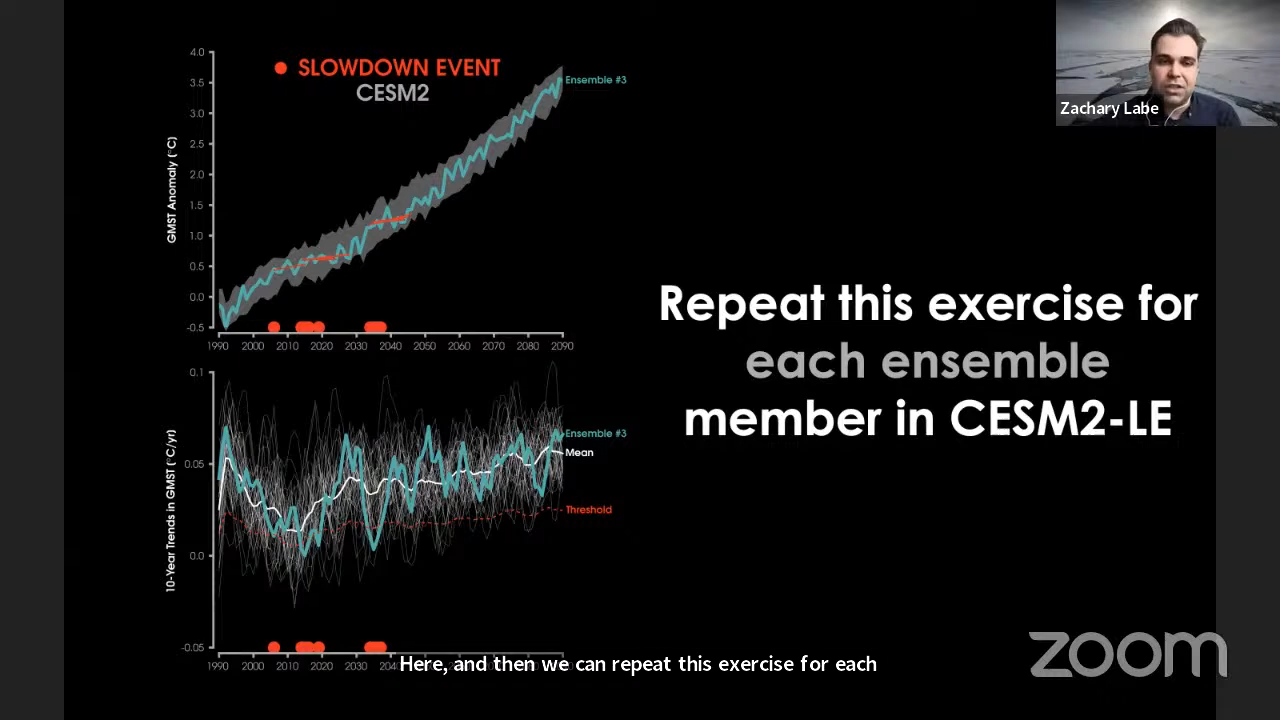 4.0
3.5
3.0
2.5
2.0
1.5
1.0
0.5
0.0
-0.5
GMST Anomaly (°C)
SLOWDOWN EVENT
CESM2
Ensemble #3
1990 2000 2010 2020 2030 2040 2050 2060 2070 2080 2090
0.1
0.05
0.0
-0.05
10-Year Trends in GMST (°C/yr)
Ensemble #3
Mean
Threshold
1990 2000 2010 2020 2030
Repeat this exercise for
each ensemble
member in CESM2-LE
Zachary Labe
Here, and then we can repeat this exercise for each
zoom